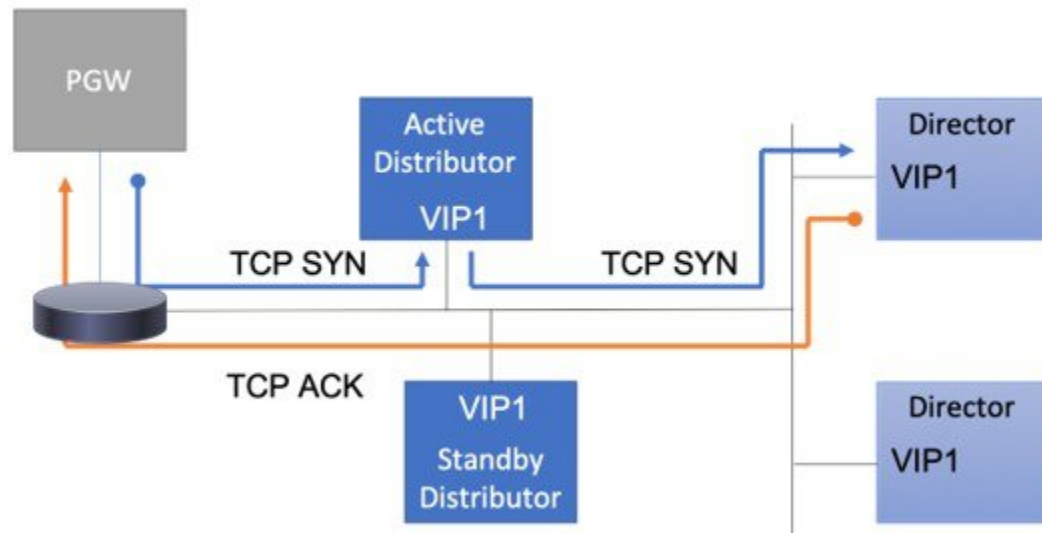 PGW
Active
Distributor
VIP1
TCP SYN
TCP SYN
Director
VIP1
TCP ACK
VIP1
Standby
Distributor
Director
VIP1